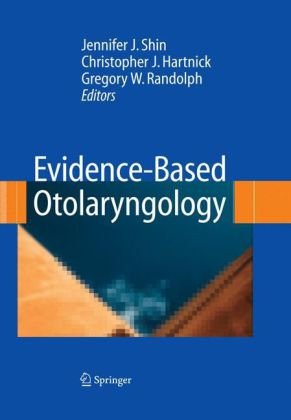 Jennifer J. Shin
Christopher J. Hartnick
Gregory W. Randolph
Editors
Evidence-Based
Otolaryngology
Springer